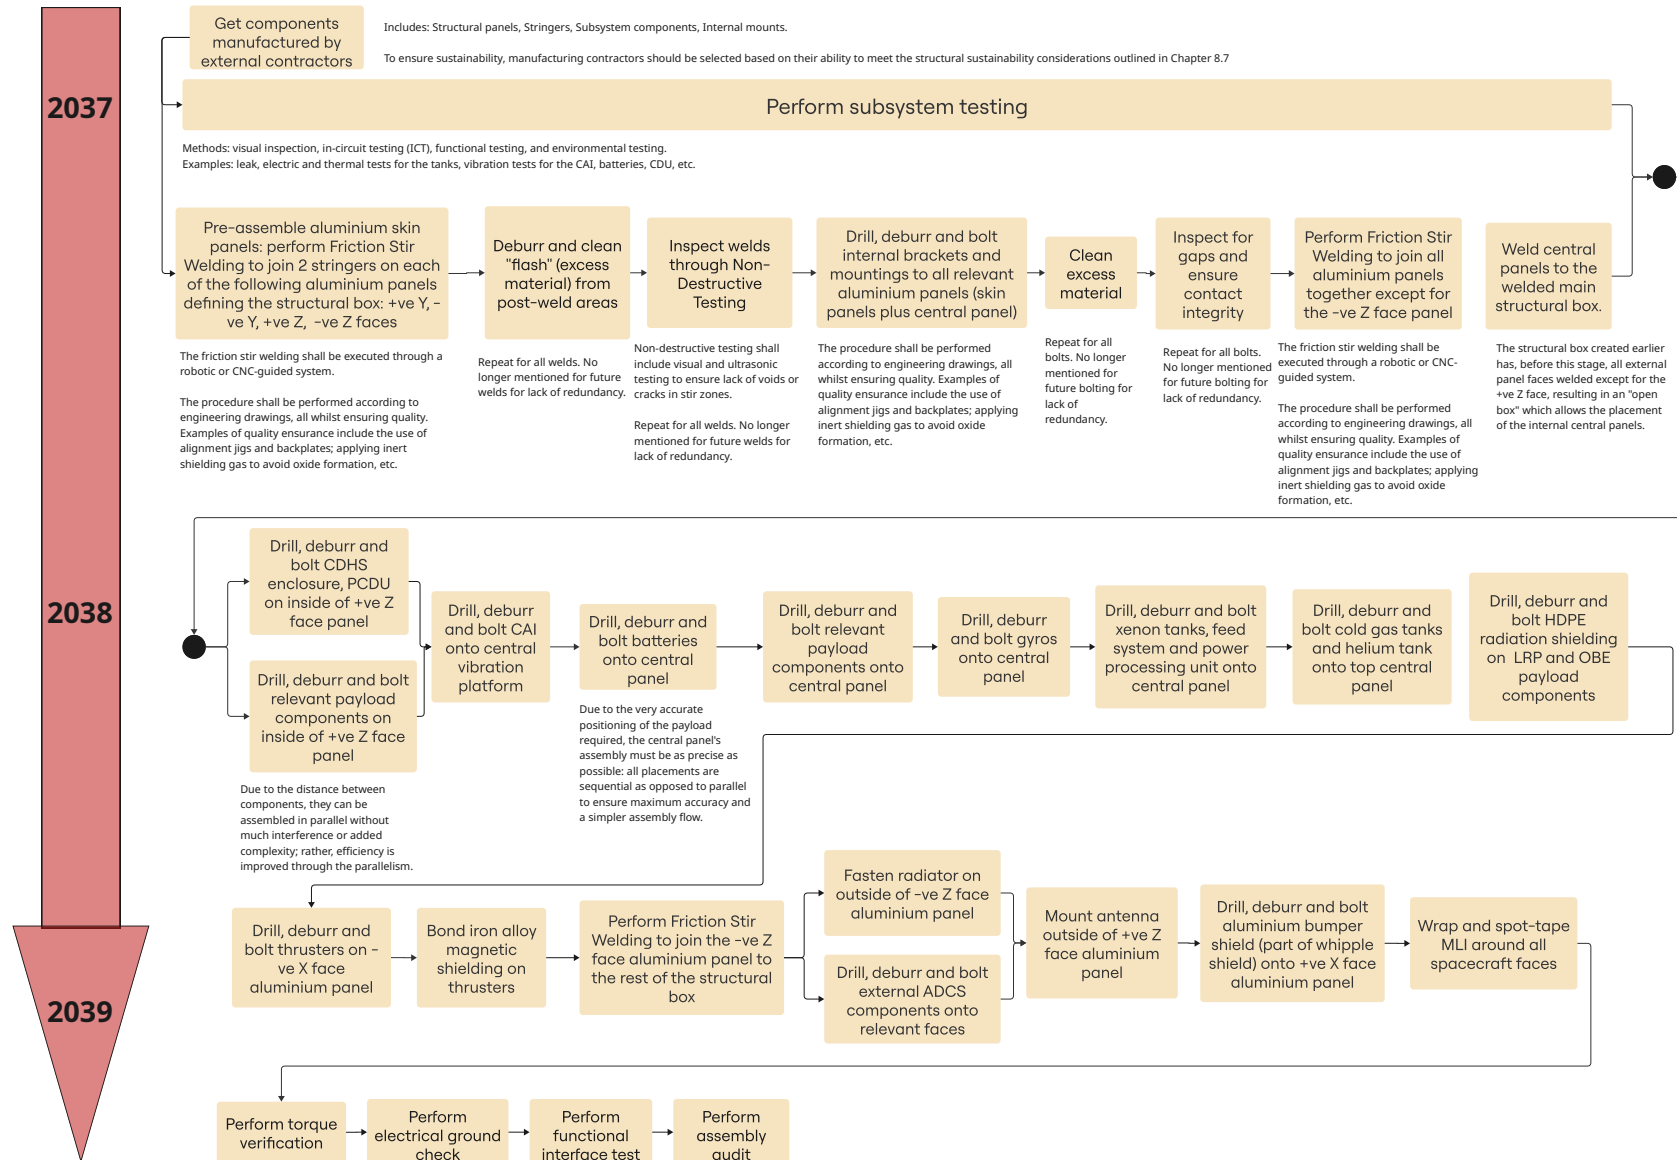 Get components
manufactured by
external contractors
Includes: Structural panels, Stringers, Subsystem components, Internal mounts.
To ensure sustainability, manufacturing contractors should be selected based on their ability to meet the structural sustainability considerations outlined in Chapter 8.7
2037
Perform subsystem testing
Methods: visual inspection, in-circuit testing (ICT), functional testing, and environmental testing.
Examples: leak, electric and thermal tests for the tanks, vibration tests for the CAI, batteries, CDU, etc.
Pre-assemble aluminium skin
panels: perform Friction Stir
Welding to join 2 stringers on each
of the following aluminium panels
defining the structural box: +ve Y, -
ve Y, +ve Z, -ve Z faces
The friction stir welding shall be executed through a
robotic or CNC-guided system.
The procedure shall be performed according to
engineering drawings, all whilst ensuring quality.
Examples of quality ensurance include the use of
alignment jigs and backplates; applying inert
shielding gas to avoid oxide formation, etc.
Deburr and clean
"flash" (excess
material) from
post-weld areas
Repeat for all welds. No
longer mentioned for future
welds for lack of redundancy.
Inspect welds
through Non-
Destructive
Testing
Non-destructive testing shall
include visual and ultrasonic
testing to ensure lack of voids or
cracks in stir zones.
Repeat for all welds. No longer
mentioned for future welds for
lack of redundancy.
Drill, deburr and bolt
internal brackets and
mountings to all relevant
aluminium panels (skin
panels plus central panel)
The procedure shall be performed
according to engineering drawings, all
whilst ensuring quality. Examples of
quality ensurance include the use of
alignment jigs and backplates; applying
inert shielding gas to avoid oxide
formation, etc.
Clean
excess
material
Repeat for all
bolts. No longer
mentioned for
future bolting for
lack of
redundancy.
Inspect for
gaps and
ensure
contact
integrity
Repeat for all bolts.
No longer mentioned
for future bolting for
lack of redundancy.
Perform Friction Stir
Welding to join all
aluminium panels
together except for
the -ve Z face panel
The friction stir welding shall be
executed through a robotic or CNC-
guided system.
The procedure shall be performed
according to engineering drawings, all
whilst ensuring quality. Examples of
quality ensurance include the use of
alignment jigs and backplates; applying
inert shielding gas to avoid oxide
formation, etc.
Weld central
panels to the
welded main
structural box.
The structural box created earlier
has, before this stage, all external
panel faces welded except for the
+ve Z face, resulting in an "open
box" which allows the placement
of the internal central panels.
2038
Drill, deburr and
bolt CDHS
enclosure, PCDU
on inside of +ve Z
face panel
Drill, deburr and bolt
relevant payload
components on
inside of +ve Z face
panel
Due to the distance between
components, they can be
assembled in parallel without
much interference or added
complexity; rather, efficiency is
improved through the parallelism.
Drill, deburr
and bolt CAI
onto central
vibration
platform
Drill, deburr and
bolt batteries
onto central
panel
Due to the very accurate
positioning of the payload
required, the central panel's
assembly must be as precise as
possible: all placements are
sequential as opposed to parallel
to ensure maximum accuracy and
a simpler assembly flow.
Drill, deburr and
bolt relevant
payload
components onto
central panel
Drill, deburr
and bolt gyros
onto central
panel
Drill, deburr and bolt
xenon tanks, feed
system and power
processing unit onto
central panel
Drill, deburr and
bolt cold gas tanks
and helium tank
onto top central
panel
Drill, deburr and
bolt HDPE
radiation shielding
on LRP and OBE
payload
components
2039
Drill, deburr and
bolt thrusters on -
ve X face
aluminium panel
Bond iron alloy
magnetic
shielding on
thrusters
Perform Friction Stir
Welding to join the -ve Z
face aluminium panel to
the rest of the structural
box
Fasten radiator on
outside of -ve Z face
aluminium panel
Drill, deburr and bolt
external ADCS
components onto
relevant faces
Mount antenna
outside of +ve Z
face aluminium
panel
Drill, deburr and bolt
aluminium bumper
shield (part of whipple
shield) onto +ve X face
aluminium panel
Wrap and spot-tape
MLI around all
spacecraft faces
Perform torque
verification
Perform
electrical ground
check
Perform
functional
interface test
Perform
assembly
audit